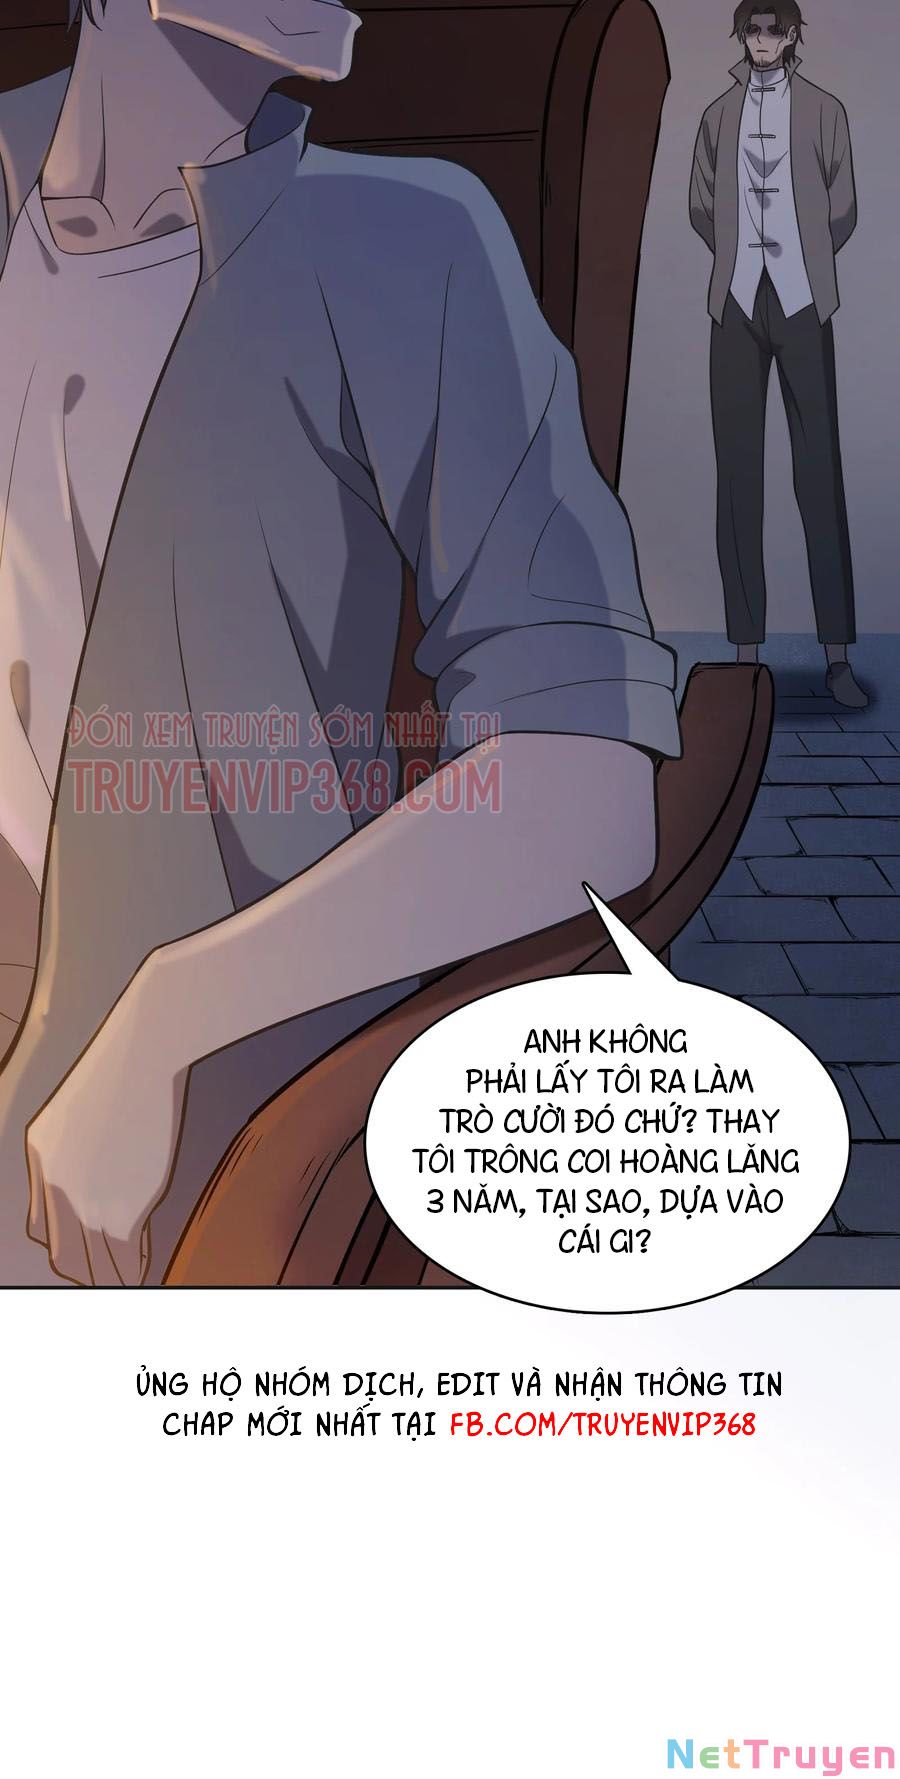 ĐÓN XEM TRUYỆN SỚM NHẤT TẠI
TRUYENVIP368.COM
ANH KHÔNG
PHẢI LẤY TÔI RA LÀM
TRÒ CƯỜI ĐÓ CHỨ? THAY
TÔI TRÔNG COI HOÀNG LĂNG
3 NĂM, TẠI SAO, DỰA VÀO
CÁI GÌ?
ỦNG HỘ NHÓM DỊCH, EDIT VÀ NHẬN THÔNG TIN
CHAP MỚI NHẤT TẠI FB.COM/TRUYENVIP368
NetTruyen